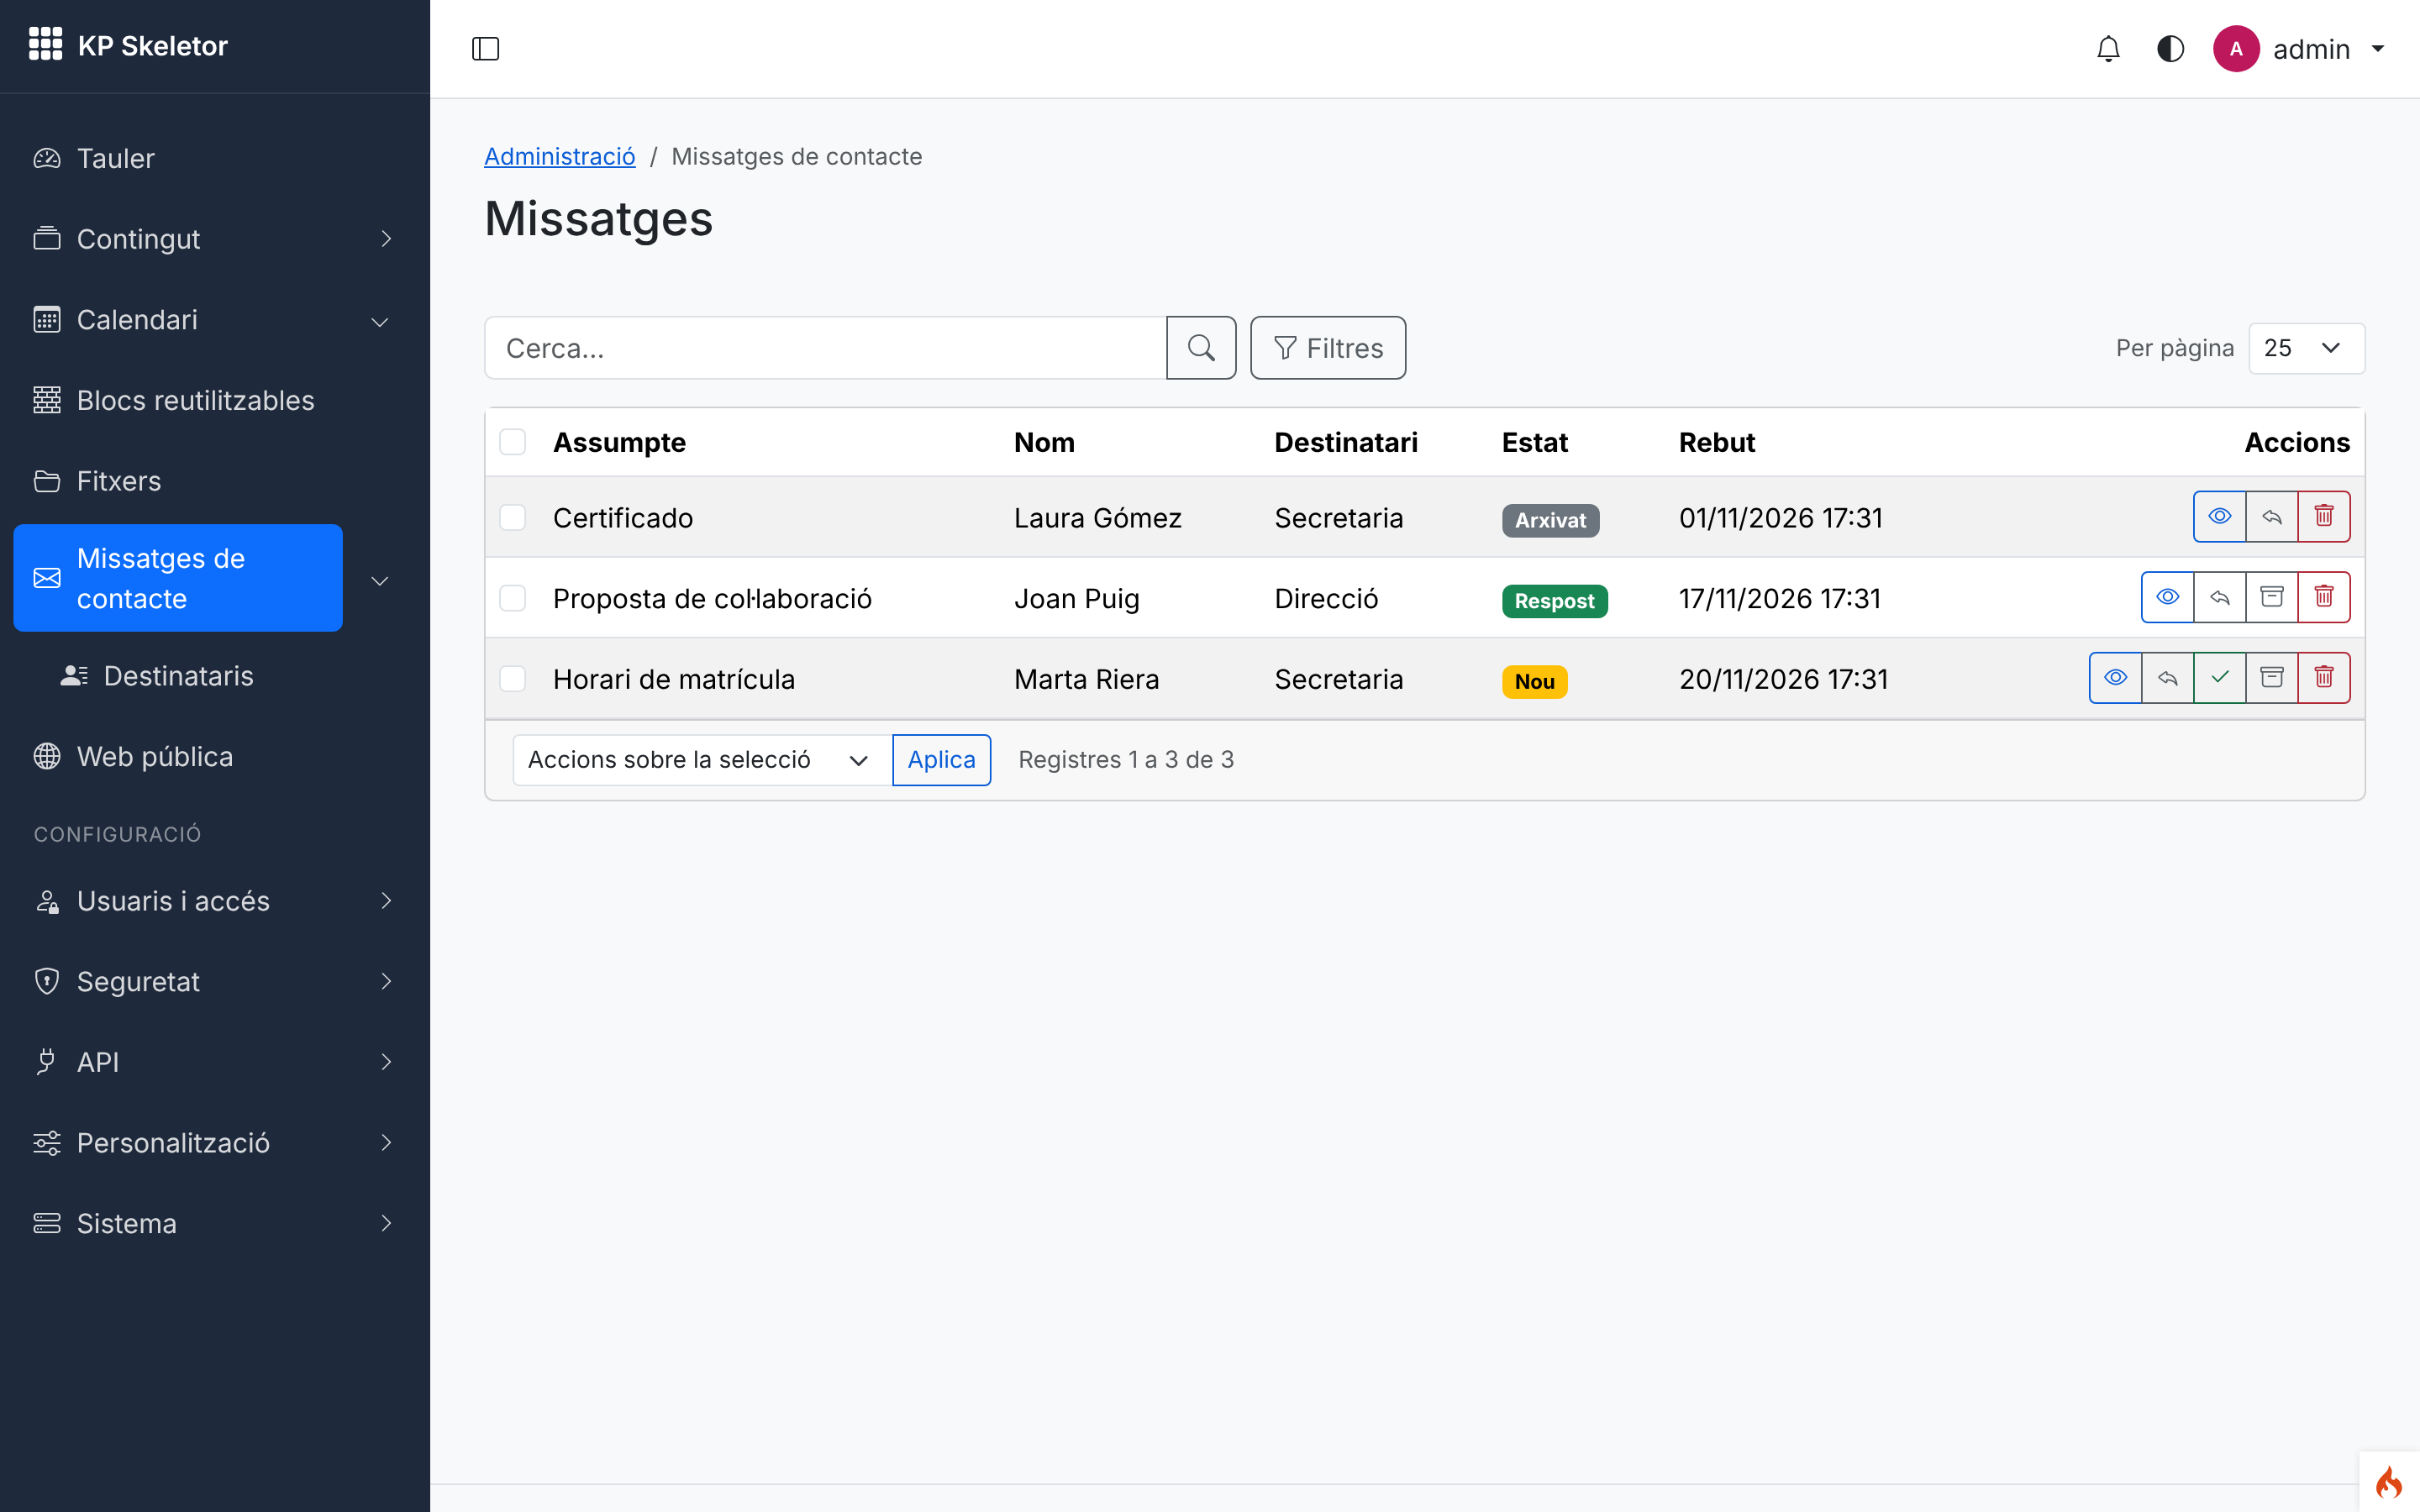 KP Skeletor
A admin
Tauler
Contingut
Calendari
Blocs reutilitzables
Fitxers
Missatges de
contacte
Destinataris
Web pública
CONFIGURACIÓ
Usuaris i accés
Seguretat
API
Personalització
Sistema
Administració / Missatges de contacte
Missatges
Cerca... Filtres Per pàgina 25
Assumpte Nom Destinatari Estat Rebut Accions
Certificado Laura Gómez Secretaria Arxivat 01/11/2026 17:31
Proposta de col·laboració Joan Puig Direcció Respost 17/11/2026 17:31
Horari de matrícula Marta Riera Secretaria Nou 20/11/2026 17:31
Accions sobre la selecció Aplica Registres 1 a 3 de 3